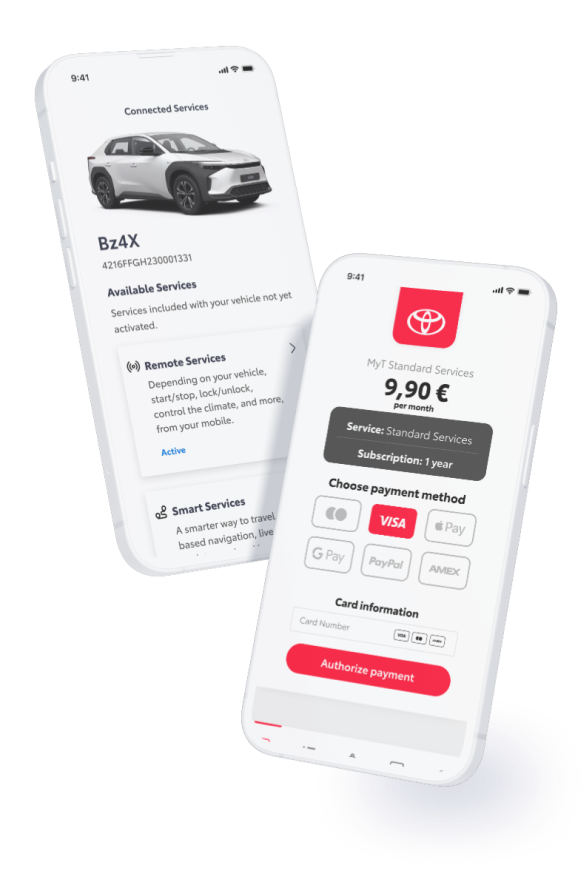 9:41
Connected Services
Bz4X
4216FFGH230001331
Available Services
Services included with your vehicle not yet
activated.
Remote Services
Depending on your vehicle,
start/stop, lock/unlock,
control the climate, and more,
from your mobile.
Active
Smart Services
A smarter way to travel
based navigation, live
9:41
MyT Standard Services
9,90 €
per month
Service: Standard Services
Subscription: 1 year
Choose payment method
VISA
Pay
G Pay
PayPal
AMEX
Card information
Card Number
VISA
Authorize payment